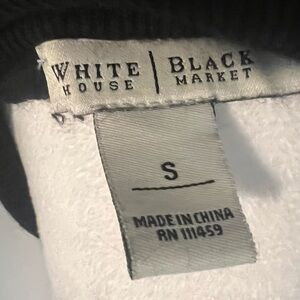 WHITE | BLACK
HOUSE | MARKET
S
MADE IN CHINA
RN 111459